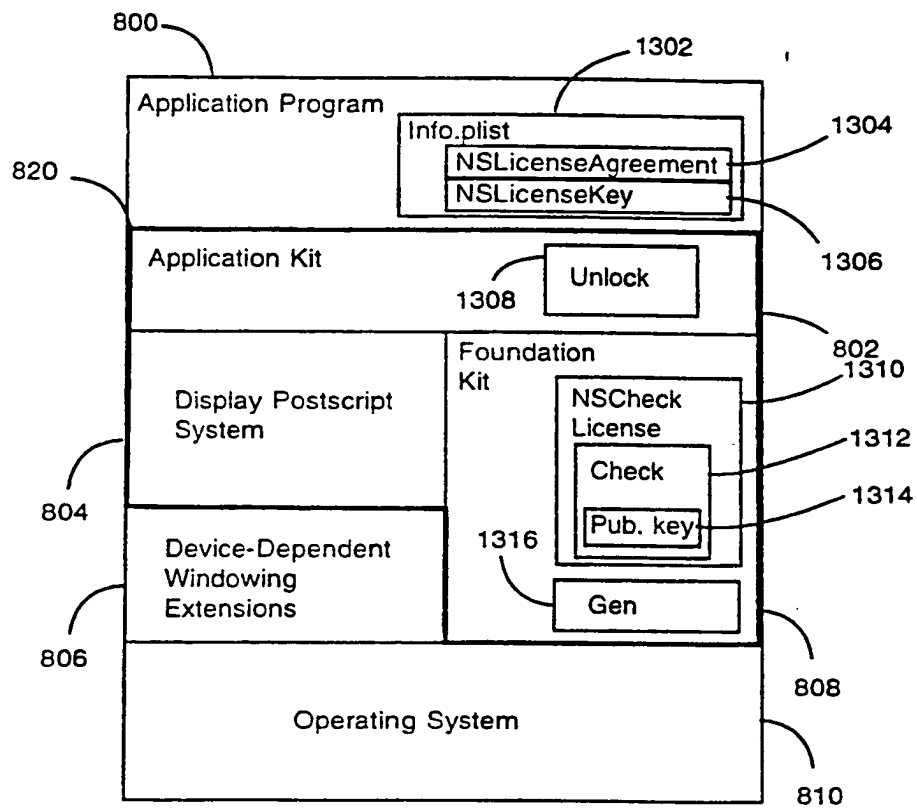 800
1302
Application Program
Info.plist
1304
NSLicenseAgreement
820
NSLicenseKey
Application Kit
1306
1308
Unlock
802
Foundation
Kit
1310
Display Postscript
System
NSCheck
License
1312
Check
804
1314
Pub. key
1316
Device-Dependent
Windowing
Extensions
Gen
806
808
Operating System
810